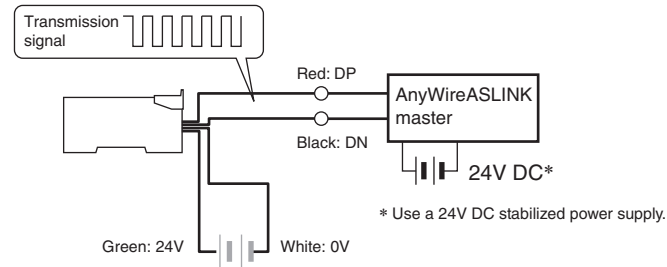 Transmission
signal
Red: DP
AnyWireASLINK
master
Black: DN
24V DC*
* Use a 24V DC stabilized power supply.
Green: 24V
White: 0V